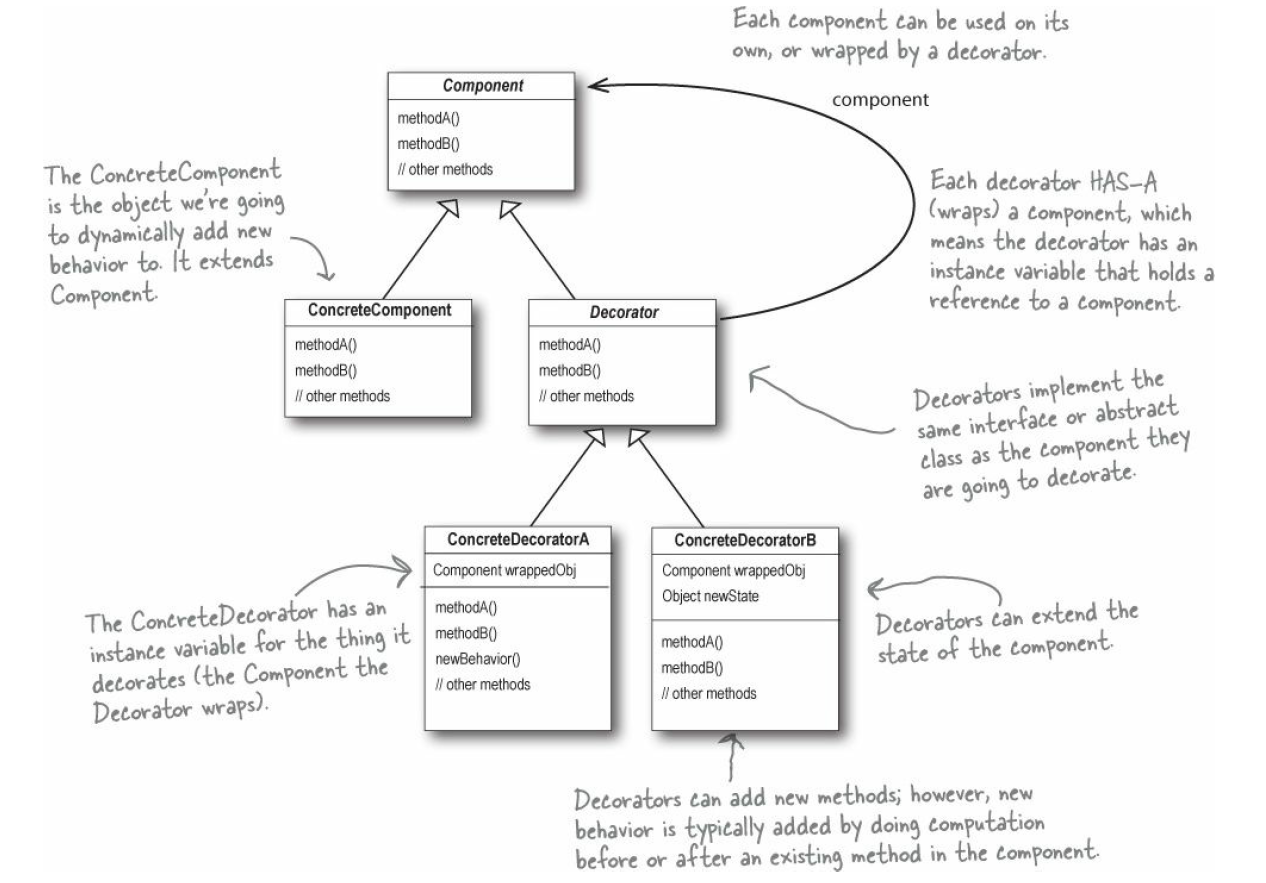 Each component can be used on its
own, or wrapped by a decorator.
Component
methodA()
methodB()
// other methods
component
The ConcreteComponent
is the object we're going
to dynamically add new
behavior to. It extends
Component.
Each decorator HAS-A
(wraps) a component, which
means the decorator has an
instance variable that holds a
reference to a component.
ConcreteComponent
methodA()
methodB()
// other methods
Decorator
methodA()
methodB()
// other methods
Decorators implement the
same interface or abstract
class as the component they
are going to decorate.
ConcreteDecoratorA
Component wrappedObj
methodA()
methodB()
newBehavior()
// other methods
ConcreteDecoratorB
Component wrappedObj
Object newState
methodA()
methodB()
// other methods
The ConcreteDecorator has an
instance variable for the thing it
decorates (the Component the
Decorator wraps).
Decorators can extend the
state of the component.
Decorators can add new methods; however, new
behavior is typically added by doing computation
before or after an existing method in the component.